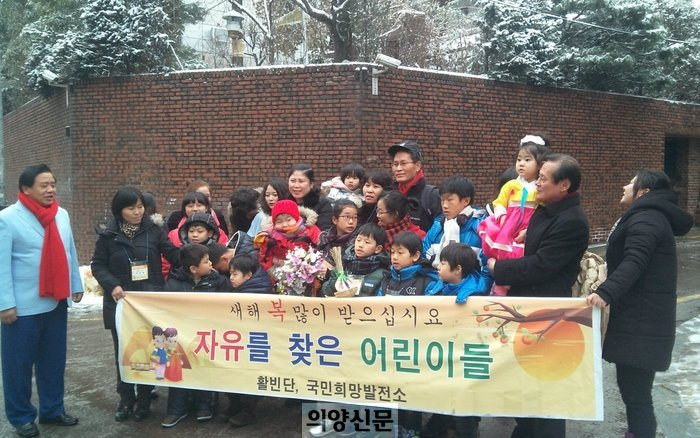 새해 복 많이 받으십시요
자유를 찾은 어린이들
활빈단, 국민희망발전소
의양신문